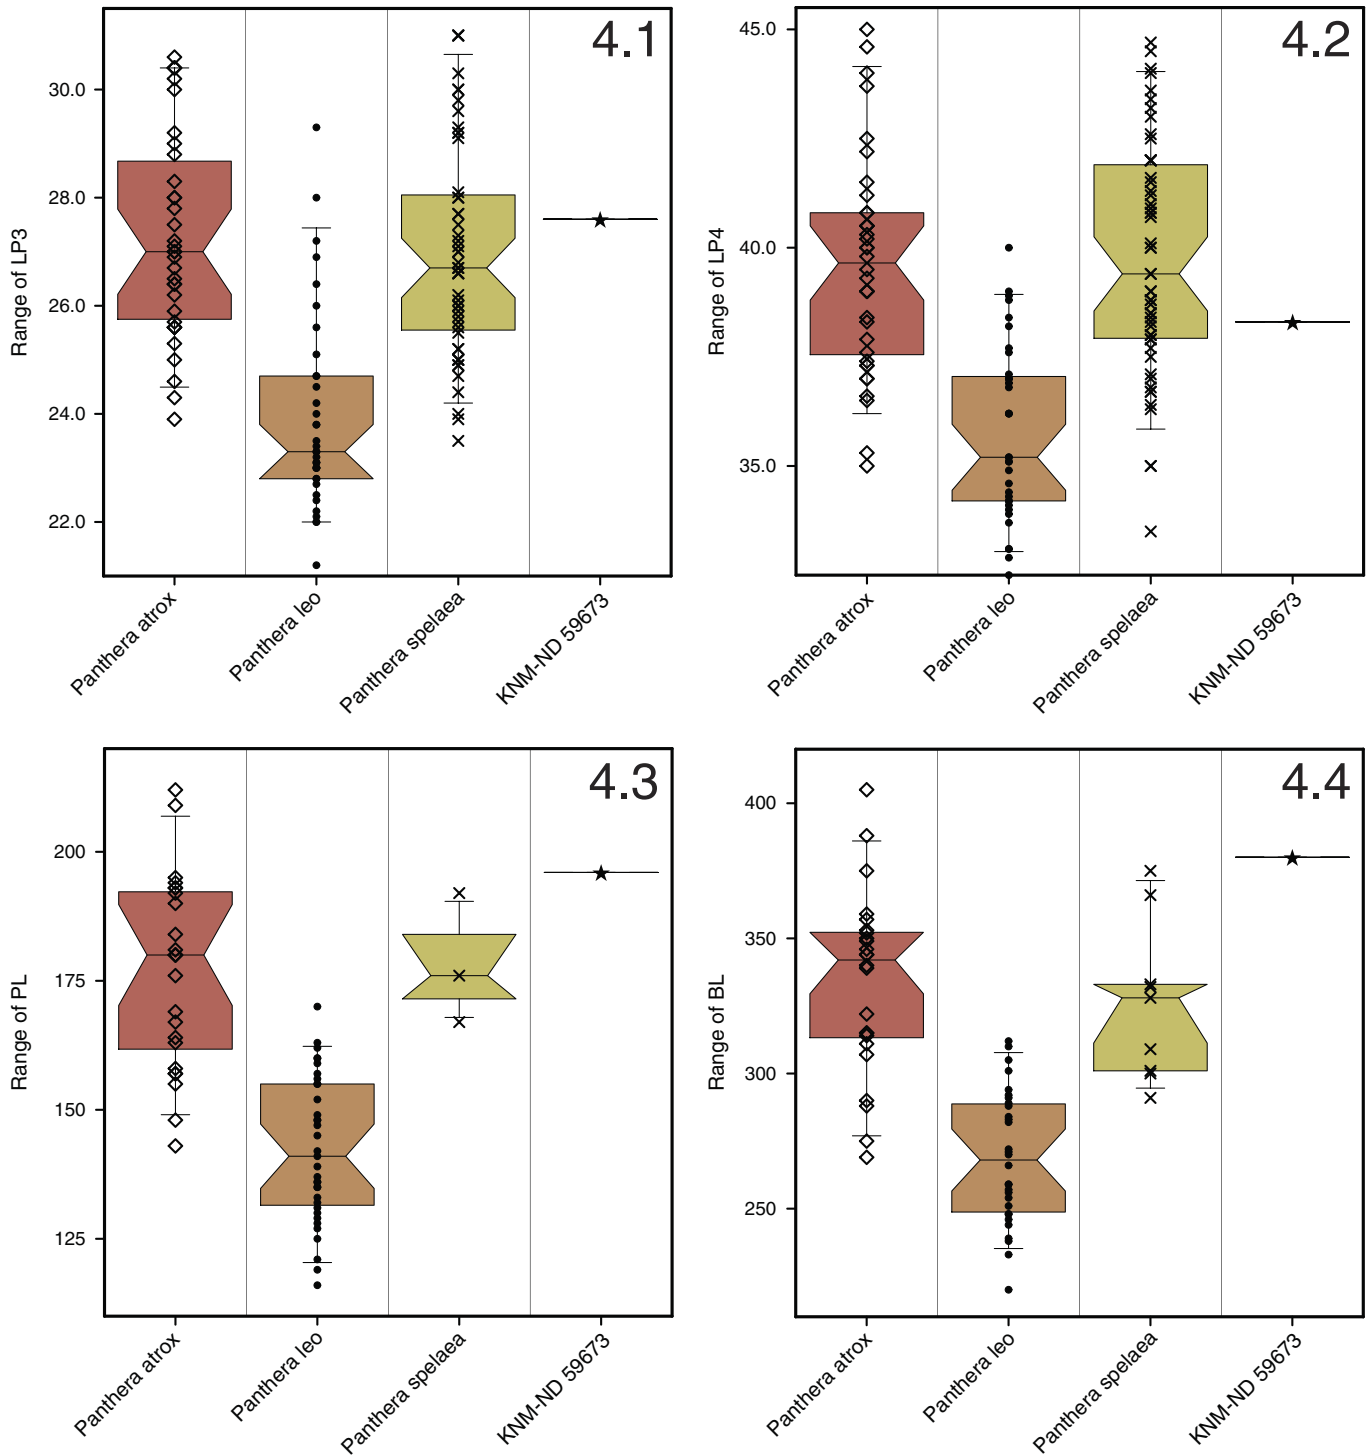 4.1
Range of LP3
30.0
28.0
26.0
24.0
22.0
Panthera atrox
Panthera leo
Panthera spelaea
KNM-ND 59673
4.2
Range of LP4
45.0
40.0
35.0
Panthera atrox
Panthera leo
Panthera spelaea
KNM-ND 59673
4.3
Range of PL
200
175
150
125
Panthera atrox
Panthera leo
Panthera spelaea
KNM-ND 59673
4.4
Range of BL
400
350
300
250
Panthera atrox
Panthera leo
Panthera spelaea
KNM-ND 59673